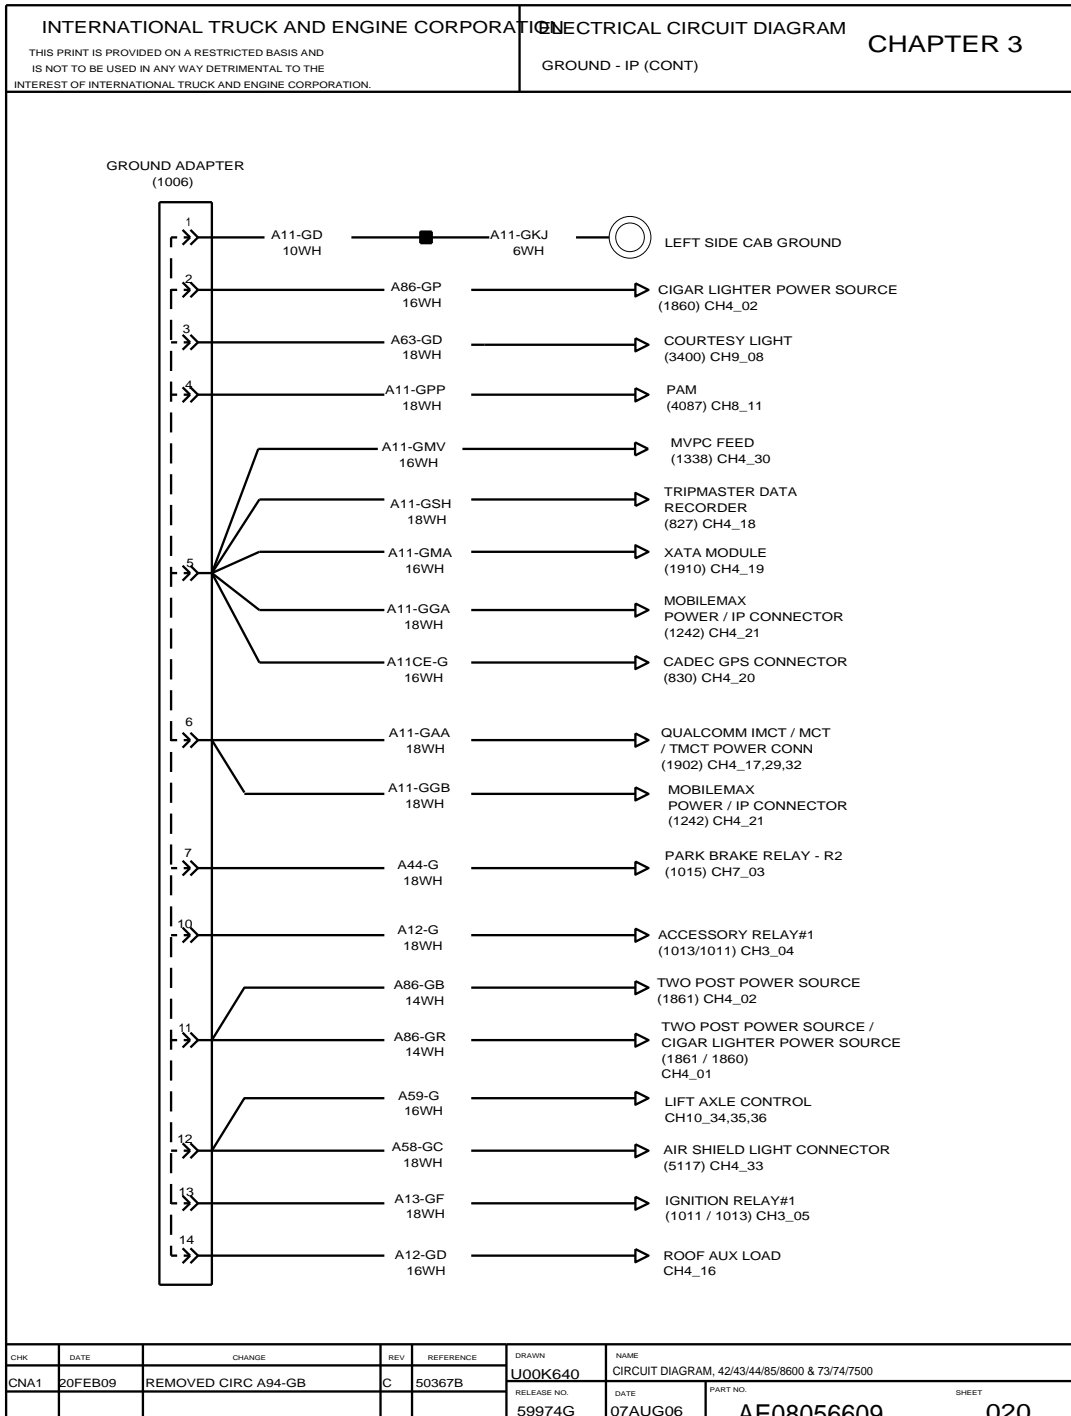 INTERNATIONAL TRUCK AND ENGINE CORPORATION
THIS PRINT IS PROVIDED ON A RESTRICTED BASIS AND
IS NOT TO BE USED IN ANY WAY DETRIMENTAL TO THE
INTEREST OF INTERNATIONAL TRUCK AND ENGINE CORPORATION.
ELECTRICAL CIRCUIT DIAGRAM
GROUND - IP (CONT)
CHAPTER 3
GROUND ADAPTER
(1006)
1
A11-GD
10WH
A11-GKJ
6WH
LEFT SIDE CAB GROUND
2
A86-GP
16WH
CIGAR LIGHTER POWER SOURCE
(1860) CH4_02
3
A63-GD
18WH
COURTESY LIGHT
(3400) CH9_08
4
A11-GPP
18WH
PAM
(4087) CH8_11
A11-GMV
16WH
MVPC FEED
(1338) CH4_30
A11-GSH
18WH
TRIPMASTER DATA
RECORDER
(827) CH4_18
5
A11-GMA
16WH
XATA MODULE
(1910) CH4_19
A11-GGA
18WH
MOBILEMAX
POWER / IP CONNECTOR
(1242) CH4_21
A11CE-G
16WH
CADEC GPS CONNECTOR
(830) CH4_20
6
A11-GAA
18WH
QUALCOMM IMCT / MCT
/ TMCT POWER CONN
(1902) CH4_17,29,32
A11-GGB
18WH
MOBILEMAX
POWER / IP CONNECTOR
(1242) CH4_21
7
A44-G
18WH
PARK BRAKE RELAY - R2
(1015) CH7_03
10
A12-G
18WH
ACCESSORY RELAY#1
(1013/1011) CH3_04
A86-GB
14WH
TWO POST POWER SOURCE
(1861) CH4_02
11
A86-GR
14WH
TWO POST POWER SOURCE /
CIGAR LIGHTER POWER SOURCE
(1861 / 1860)
CH4_01
A59-G
16WH
LIFT AXLE CONTROL
CH10_34,35,36
12
A58-GC
18WH
AIR SHIELD LIGHT CONNECTOR
(5117) CH4_33
13
A13-GF
18WH
IGNITION RELAY#1
(1011 / 1013) CH3_05
14
A12-GD
16WH
ROOF AUX LOAD
CH4_16
CHK DATE CHANGE REV REFERENCE
CNA1 20FEB09 REMOVED CIRC A94-GB C 50367B
DRAWN
U00K640
NAME
CIRCUIT DIAGRAM, 42/43/44/85/8600 & 73/74/7500
RELEASE NO.
59974G
DATE
07AUG06
PART NO.
AE08056609
SHEET
020